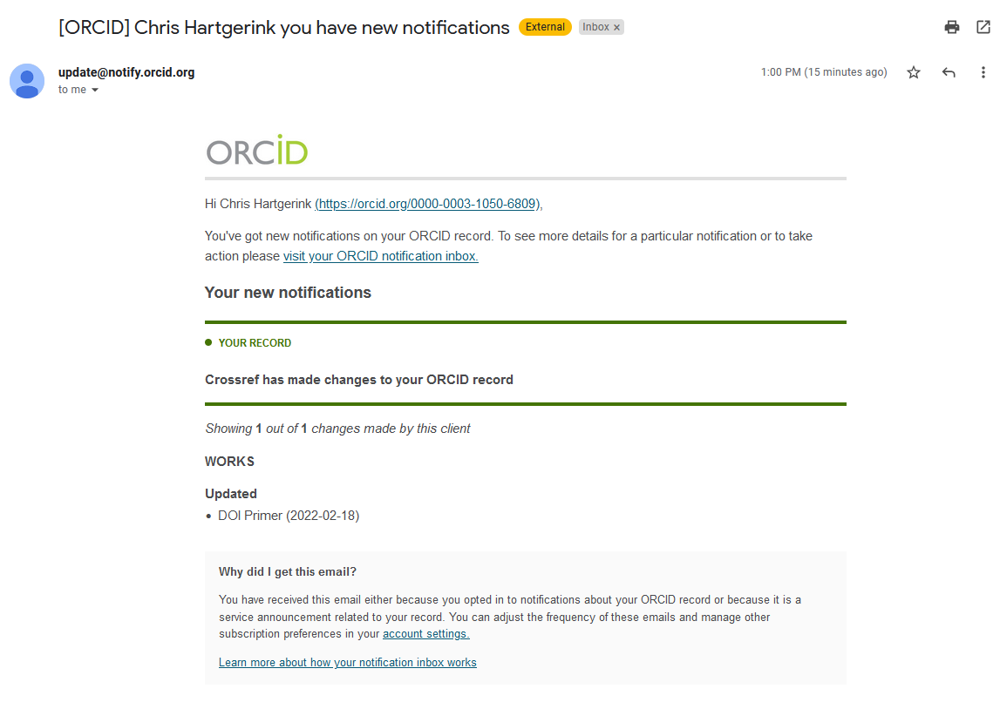 [ORCID] Chris Hartgerink you have new notifications External Inbox ×
update@notify.orcid.org 1:00 PM (15 minutes ago)
to me
ORCiD
Hi Chris Hartgerink (https://orcid.org/0000-0003-1050-6809),
You've got new notifications on your ORCID record. To see more details for a particular notification or to take
action please visit your ORCID notification inbox.
Your new notifications
YOUR RECORD
Crossref has made changes to your ORCID record
Showing 1 out of 1 changes made by this client
WORKS
Updated
• DOI Primer (2022-02-18)
Why did I get this email?
You have received this email either because you opted in to notifications about your ORCID record or because it is a
service announcement related to your record. You can adjust the frequency of these emails and manage other
subscription preferences in your account settings.
Learn more about how your notification inbox works